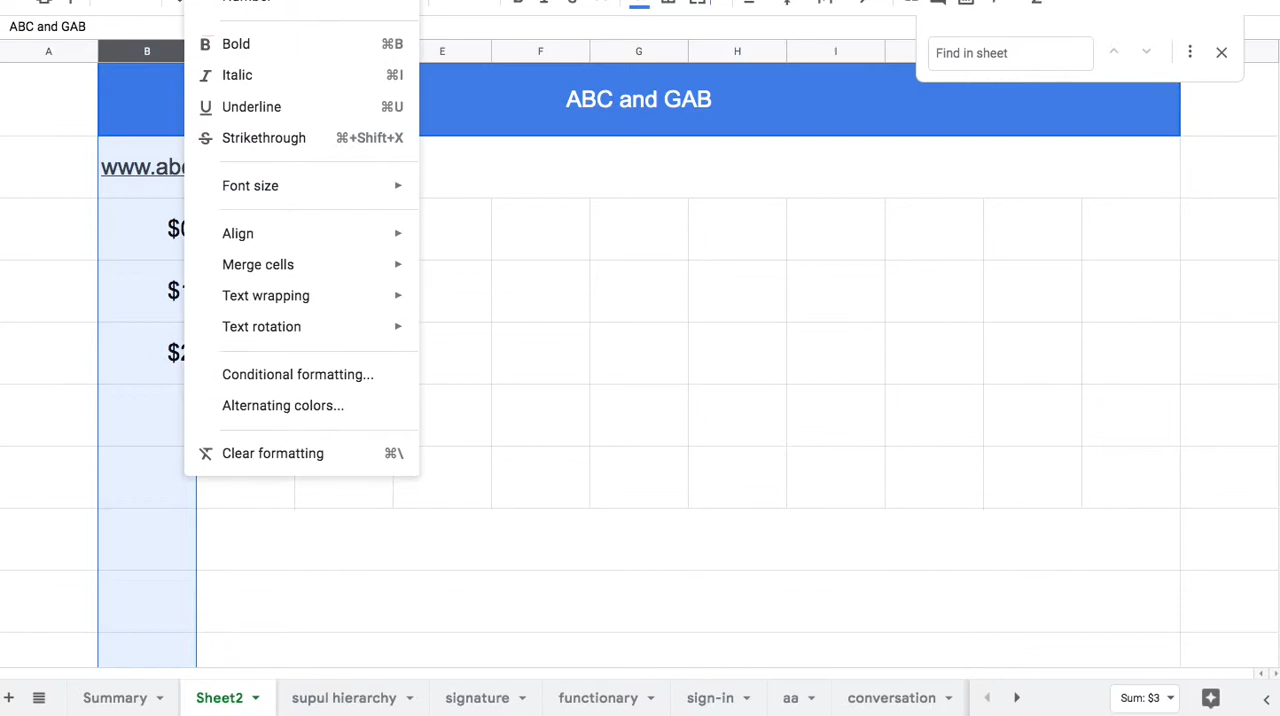 ABC and GAB
A B E F G H I
Find in sheet
ABC and GAB
Bold ⌘B
Italic ⌘I
Underline ⌘U
Strikethrough ⌘+Shift+X
Font size
Align
Merge cells
Text wrapping
Text rotation
Conditional formatting...
Alternating colors...
Clear formatting ⌘\
Summary Sheet2 supul hierarchy signature functionary sign-in aa conversation Sum: $3